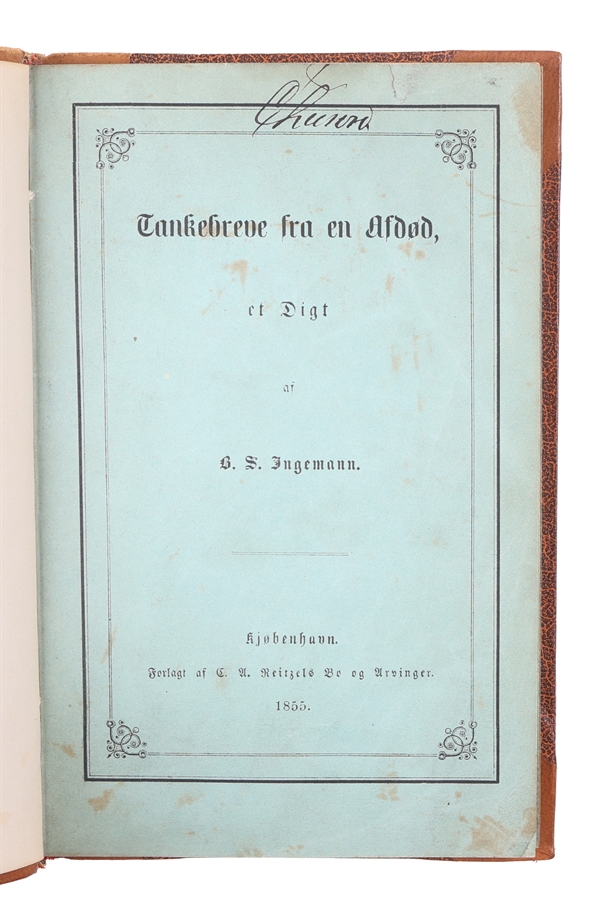 Tankebreve fra en Afdød,
et Digt
af
B. S. Ingemann.
Kjøbenhavn.
Forlagt af C. A. Reitzels Bo og Arvinger.
1855.